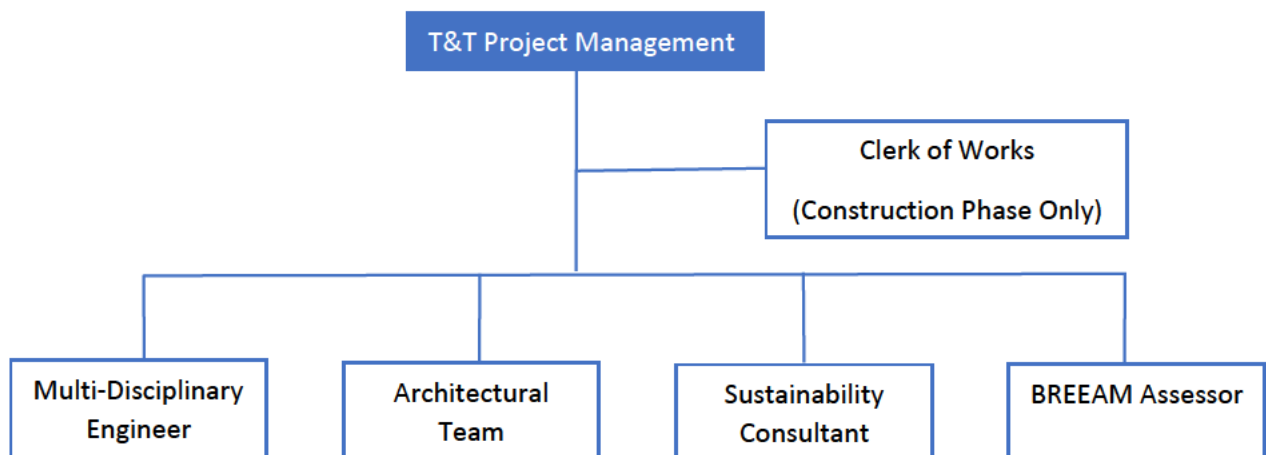 T&T Project Management
Clerk of Works
(Construction Phase Only)
Multi-Disciplinary
Engineer
Architectural
Team
Sustainability
Consultant
BREEAM Assessor